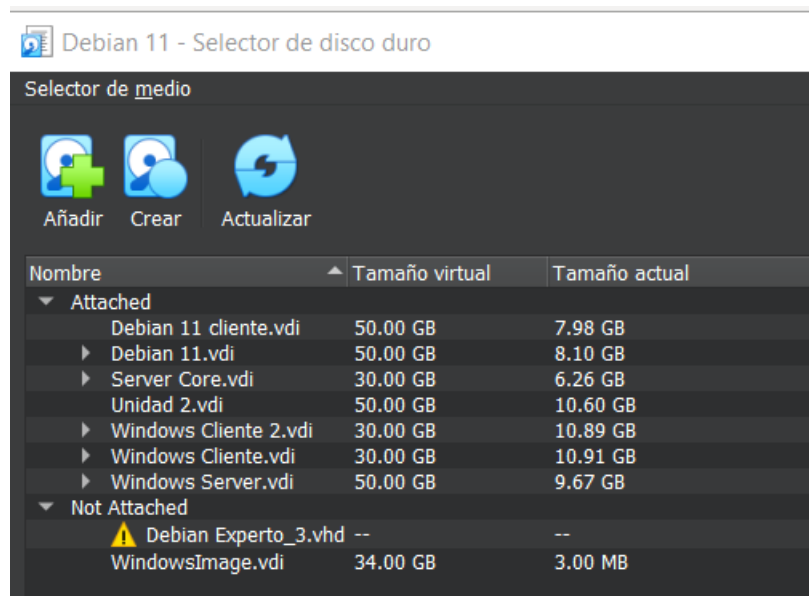 Debian 11 - Selector de disco duro
Selector de medio
Añadir Crear Actualizar
Nombre Tamaño virtual Tamaño actual
Attached
Debian 11 cliente.vdi 50.00 GB 7.98 GB
Debian 11.vdi 50.00 GB 8.10 GB
Server Core.vdi 30.00 GB 6.26 GB
Unidad 2.vdi 50.00 GB 10.60 GB
Windows Cliente 2.vdi 30.00 GB 10.89 GB
Windows Cliente.vdi 30.00 GB 10.91 GB
Windows Server.vdi 50.00 GB 9.67 GB
Not Attached
Debian Experto_3.vhd -- --
WindowsImage.vdi 34.00 GB 3.00 MB